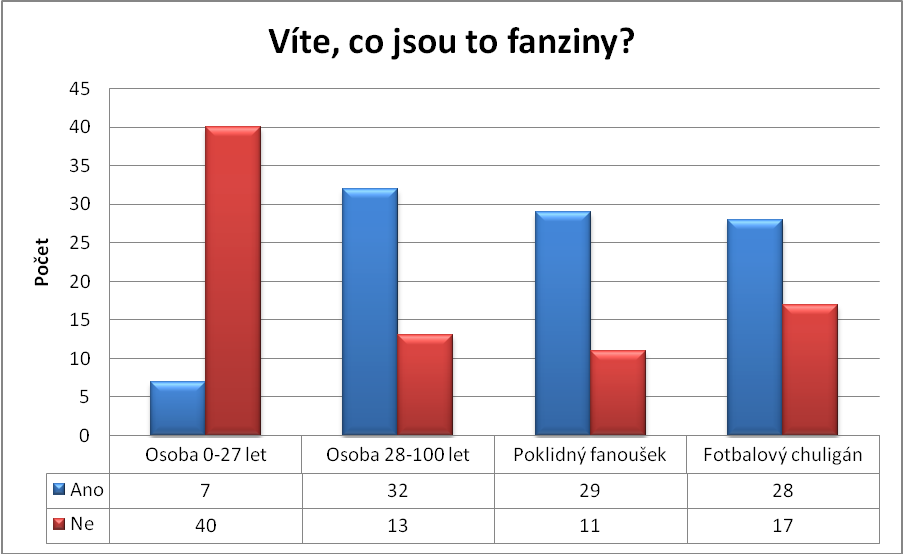 Víte, co jsou to fanziny?
45
40
35
30
25
20
15
10
5
0
Počet
Osoba 0-27 let Osoba 28-100 let Poklidný fanoušek Fotbalový chuligán
Ano 7 32 29 28
Ne 40 13 11 17